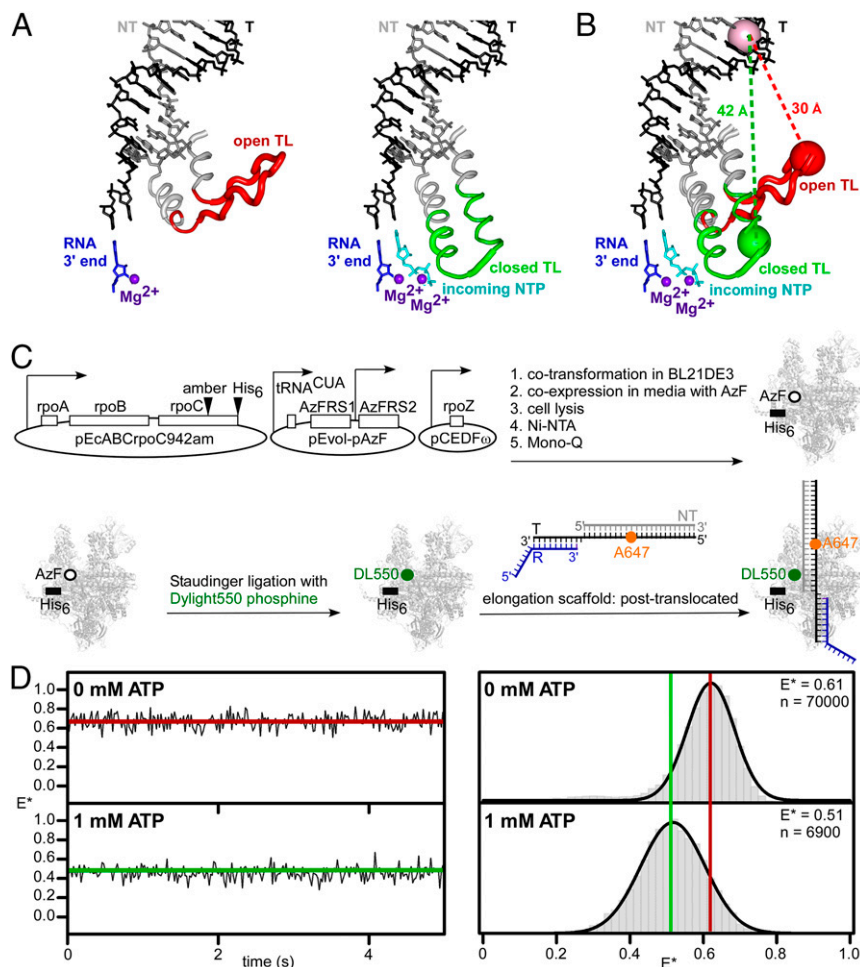 A
NT
T
open TL
RNA
3' end
Mg2+
RNA
3' end
Mg2+
Mg2+
closed TL
incoming NTP
B
NT
T
42 Å
30 Å
open TL
RNA
3' end
Mg2+
Mg2+
closed TL
incoming NTP
C
amber His6
rpoA rpoB rpoC
pEcABCrpoC942am
tRNACUA
AzFRS1 AzFRS2
pEvol-pAzF
rpoZ
pCEDFω
1. co-transformation in BL21DE3
2. co-expression in media with AzF
3. cell lysis
4. Ni-NTA
5. Mono-Q
AzF
His6
AzF
His6
Staudinger ligation with
Dylight550 phosphine
DL550
His6
5' NT 3'
T
3' 5'
A647
R 3'
5'
elongation scaffold: post-translocated
A647
DL550
His6
D
0 mM ATP
1.0
0.8
0.6
0.4
0.2
0.0
E*
1 mM ATP
1.0
0.8
0.6
0.4
0.2
0.0
0 2 4
time (s)
0 mM ATP
E* = 0.61
n = 70000
1 mM ATP
E* = 0.51
n = 6900
0 0.2 0.4 0.6 0.8 1.0
E*